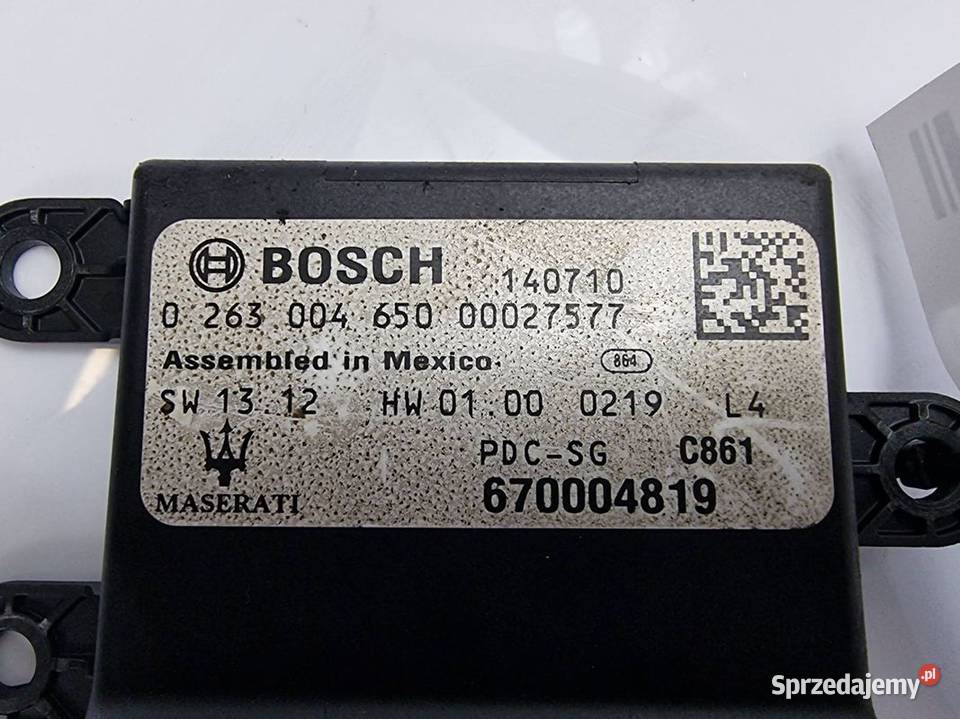 BOSCH 140710
0 263 004 650 00027577
Assembled in Mexico 864
SW 13.12 HW 01.00 0219 L4
PDC-SG C861
MASERATI 670004819
Sprzedajemy.pl